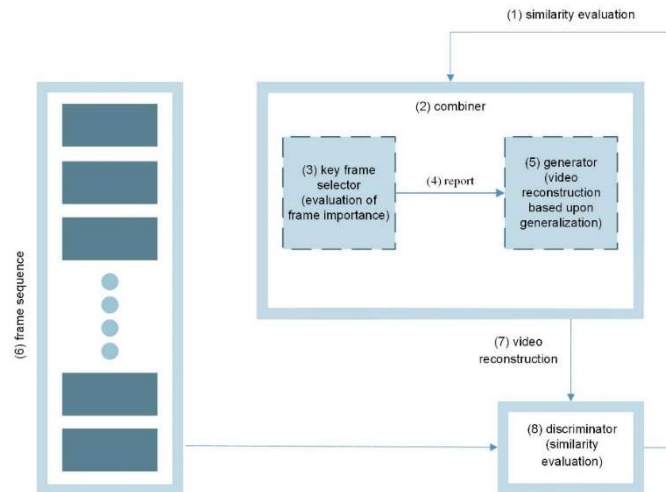 (1) similarity evaluation
(2) combiner
(3) key frame
selector
(evaluation of
frame importance)
(4) report
(5) generator
(video
reconstruction
based upon
generalization)
(6) frame sequence
(7) video
reconstruction
(8) discriminator
(similarity
evaluation)